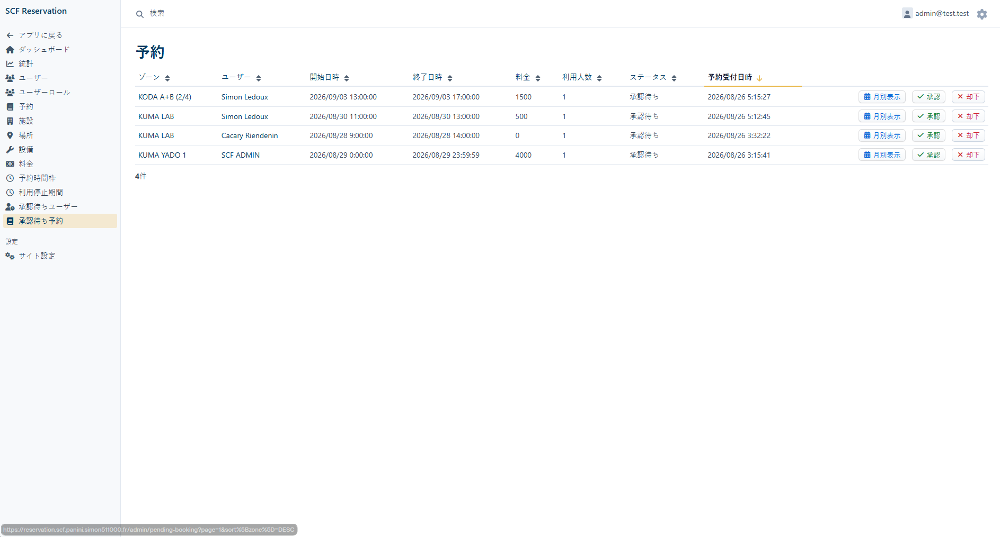 SCF Reservation
検索
admin@test.test
アプリに戻る
ダッシュボード
統計
ユーザー
ユーザーロール
予約
施設
場所
設備
料金
予約時間枠
利用停止期間
承認待ちユーザー
承認待ち予約
設定
サイト設定
予約
ゾーン ユーザー 開始日時 終了日時 料金 利用人数 ステータス 予約受付日時
KODA A+B (2/4) Simon Ledoux 2026/09/03 13:00:00 2026/09/03 17:00:00 1500 1 承認待ち 2026/08/26 5:15:27 月別表示 承認 却下
KUMA LAB Simon Ledoux 2026/08/30 11:00:00 2026/08/30 13:00:00 500 1 承認待ち 2026/08/26 5:12:45 月別表示 承認 却下
KUMA LAB Cacary Riendenin 2026/08/28 9:00:00 2026/08/28 14:00:00 0 1 承認待ち 2026/08/26 3:32:22 月別表示 承認 却下
KUMA YADO 1 SCF ADMIN 2026/08/29 0:00:00 2026/08/29 23:59:59 4000 1 承認待ち 2026/08/26 3:15:41 月別表示 承認 却下
4件
https://reservation.scf.panini.simon511000.fr/admin/pending-booking?page=1&sort%5Bzone%5D=DESC